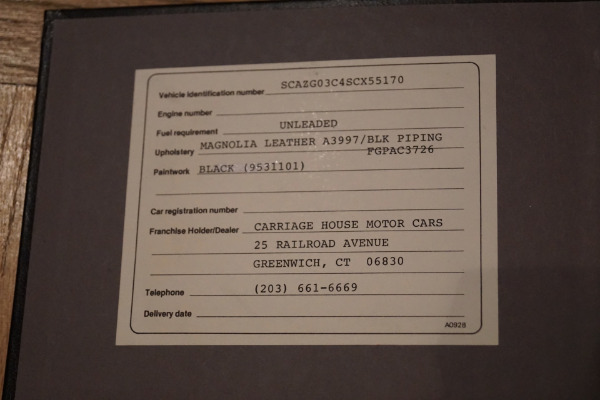 Vehicle identification number SCAZG03C4SCX55170
Engine number
Fuel requirement UNLEADED
Upholstery MAGNOLIA LEATHER A3997/BLK PIPING
FGPAC3726
Paintwork BLACK (9531101)
Car registration number
Franchise Holder/Dealer CARRIAGE HOUSE MOTOR CARS
25 RAILROAD AVENUE
GREENWICH, CT 06830
Telephone (203) 661-6669
Delivery date
A0928